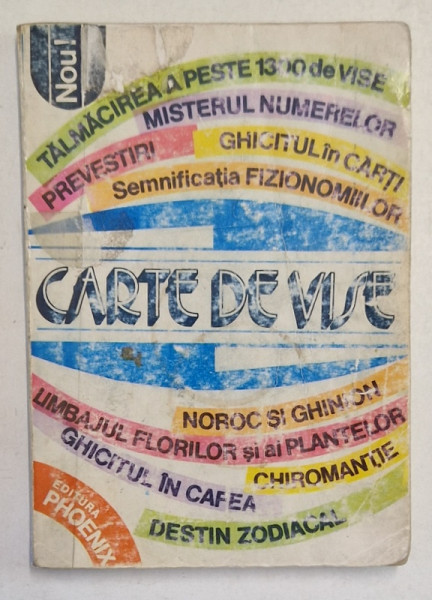 Nou!
TĂLMĂCIREA A PESTE 1300 de VISE
MISTERUL NUMERELOR
PREVESTIRI
GHICITUL în CĂRȚI
Semnificația FIZIONOMIILOR
CARTE DE VISE
NOROC ȘI GHINION
LIMBAJUL FLORILOR și al PLANTELOR
GHICITUL ÎN CAFEA
CHIROMANȚIE
DESTIN ZODIACAL
EDITURA
PHOENIX